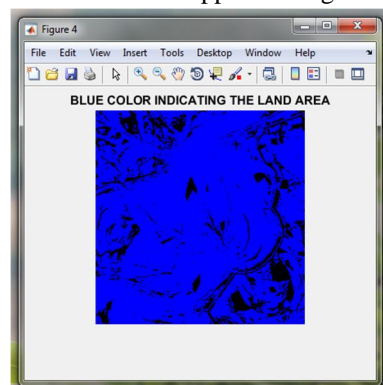 Figure 4
File Edit View Insert Tools Desktop Window Help
BLUE COLOR INDICATING THE LAND AREA